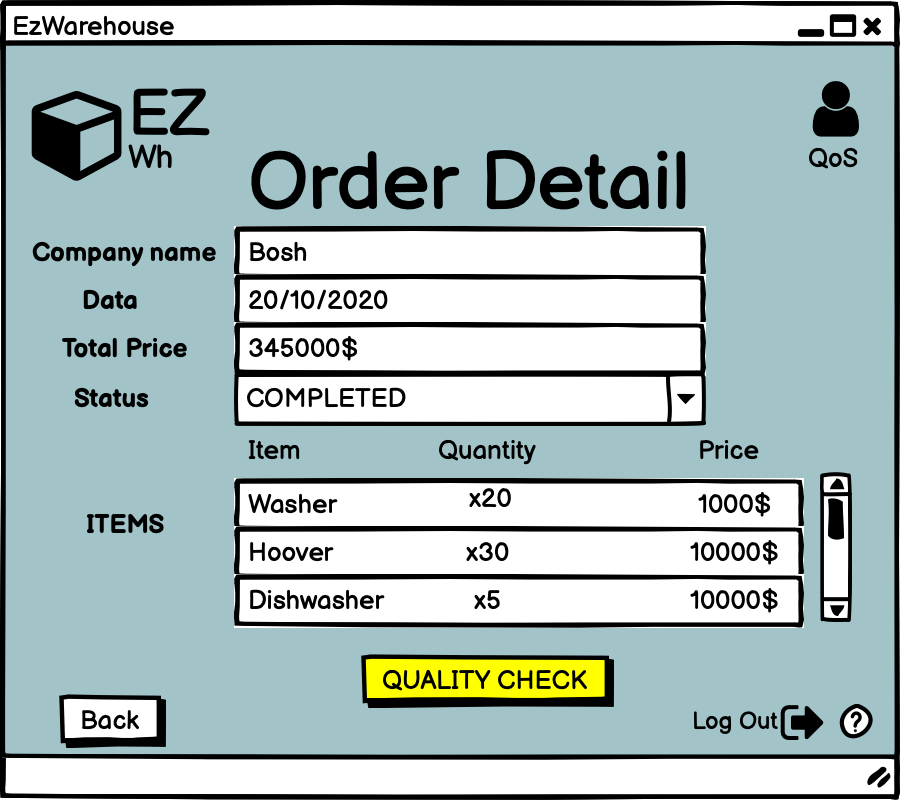 EzWarehouse
EZ
Wh
QoS
Order Detail
Company name Bosh
Data 20/10/2020
Total Price 345000$
Status COMPLETED
Item Quantity Price
ITEMS
Washer x20 1000$
Hoover x30 10000$
Dishwasher x5 10000$
QUALITY CHECK
Back
Log Out ?